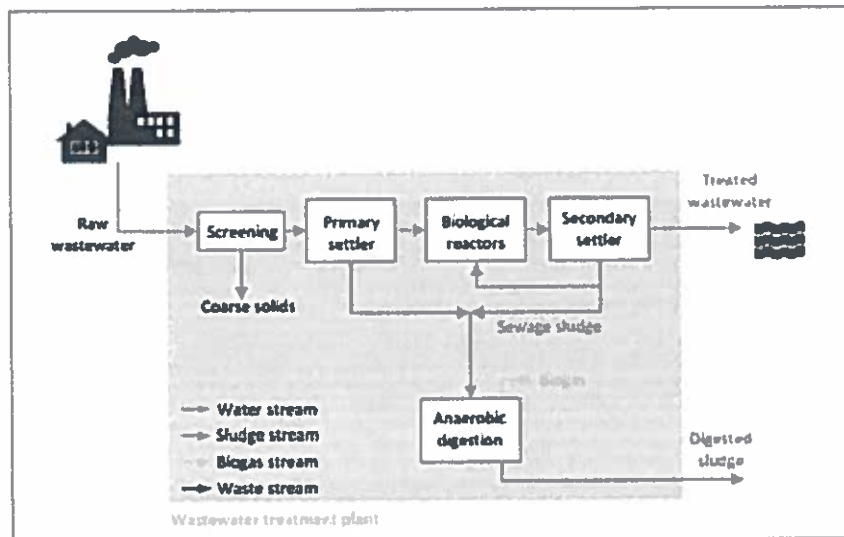 Treated
wastewater
Raw
wastewater
Screening
Primary
settler
Biological
reactors
Secondary
settler
Coarse solids
Sewage sludge
Biogas
Anaerobic
digestion
Water stream
Sludge stream
Biogas stream
Waste stream
Digested
sludge
Wastewater treatment plant